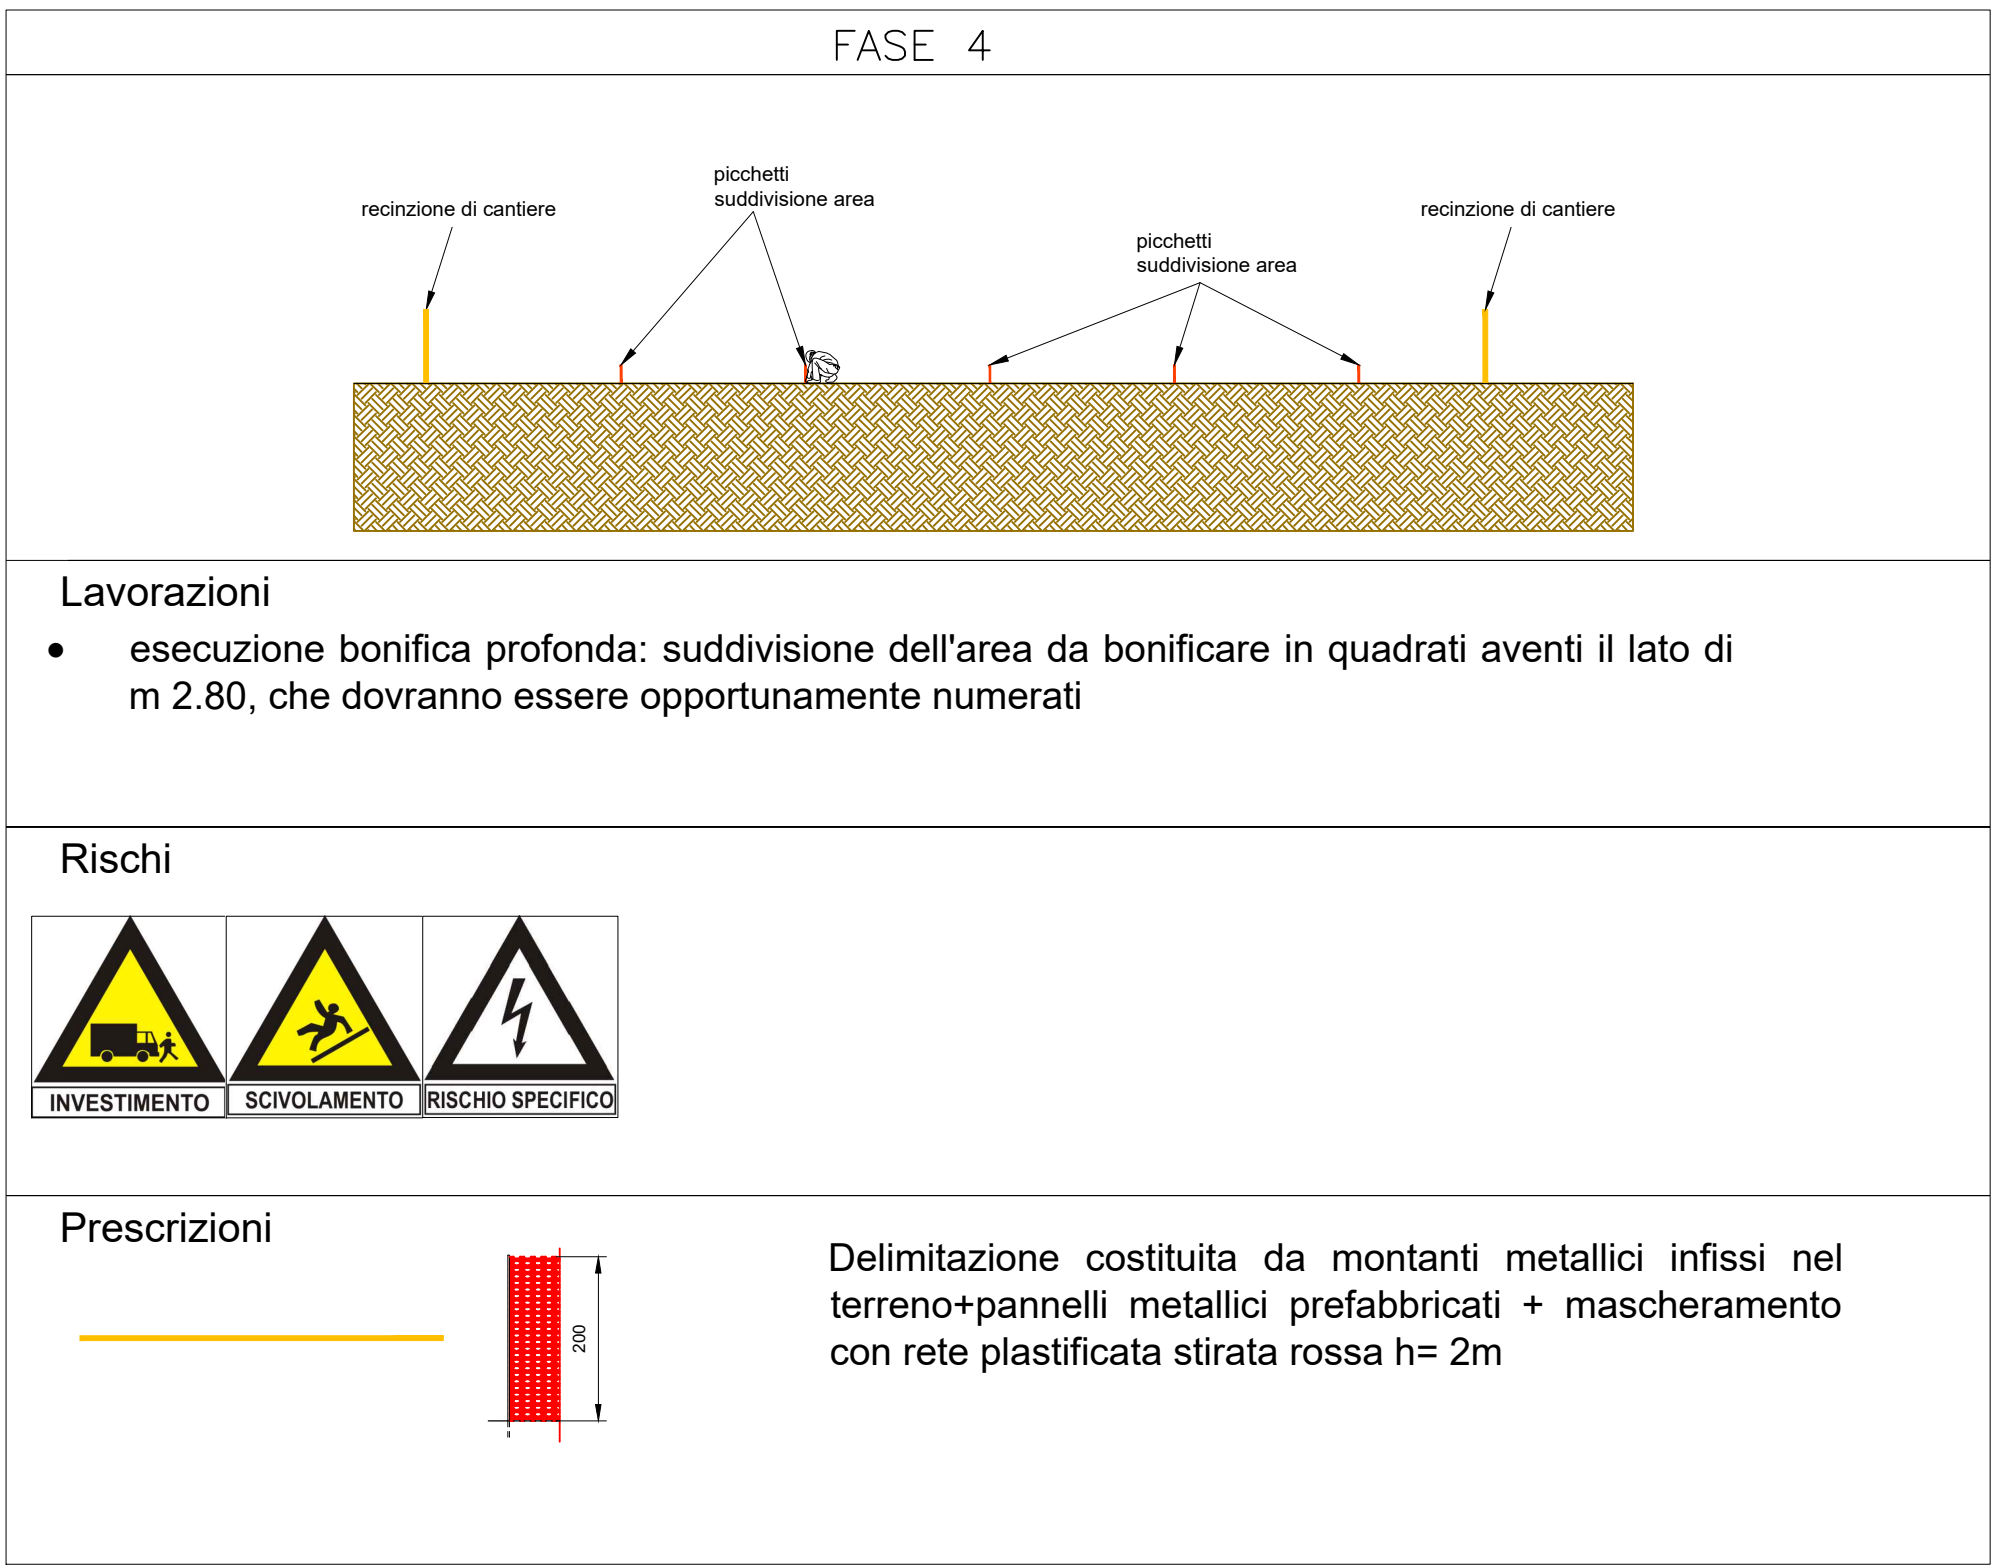 FASE 4
picchetti
suddivisione area
recinzione di cantiere
recinzione di cantiere
picchetti
suddivisione area
Lavorazioni
• esecuzione bonifica profonda: suddivisione dell'area da bonificare in quadrati aventi il lato di
m 2.80, che dovranno essere opportunamente numerati
Rischi
INVESTIMENTO
SCIVOLAMENTO
RISCHIO SPECIFICO
Prescrizioni
200
Delimitazione costituita da montanti metallici infissi nel
terreno+pannelli metallici prefabbricati + mascheramento
con rete plastificata stirata rossa h= 2m